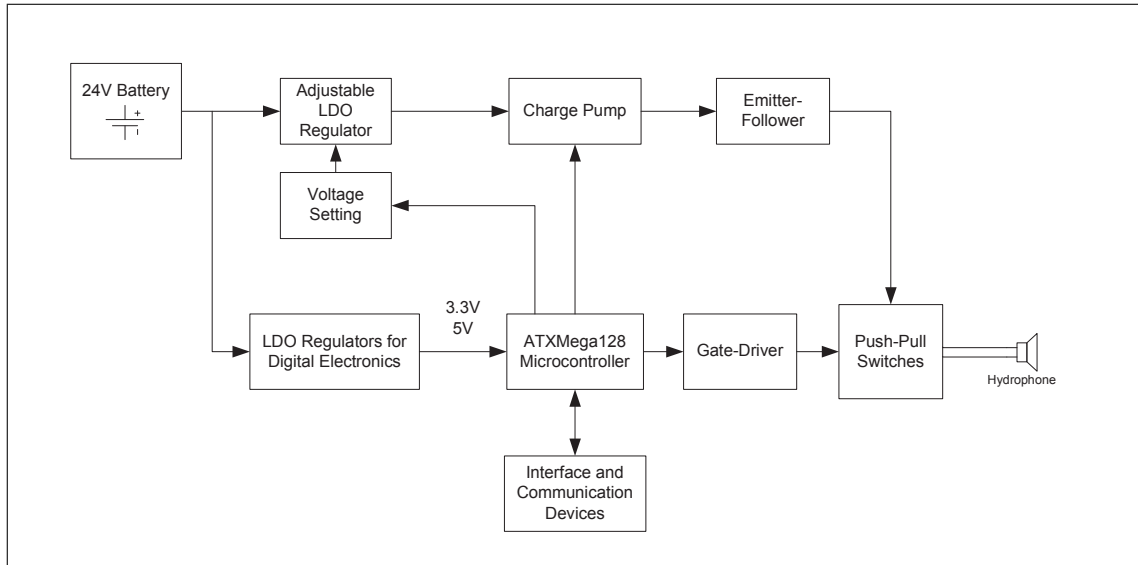 24V Battery
+
-
Adjustable
LDO
Regulator
Charge Pump
Emitter-
Follower
Voltage
Setting
3.3V
5V
LDO Regulators for
Digital Electronics
ATXMega128
Microcontroller
Gate-Driver
Push-Pull
Switches
Hydrophone
Interface and
Communication
Devices